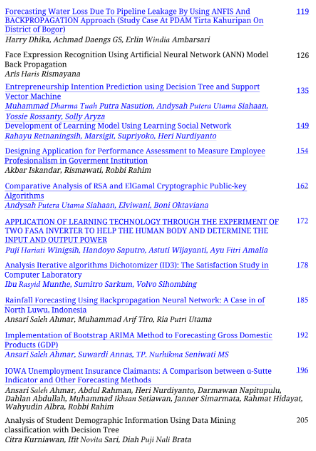 Forecasting Water Loss Due To Pipeline Leakage By Using ANFIS And 119
BACKPROPAGATION Approach (Study Case At PDAM Tirta Kahuripan On
District of Bogor)
Harry Dhika, Achmad Daengs GS, Erlin Windia Ambarsari
Face Expression Recognition Using Artificial Neural Network (ANN) Model 126
Back Propagation
Aris Haris Rismayana
Entrepreneurship Intention Prediction using Decision Tree and Support 135
Vector Machine
Muhammad Dharma Tuah Putra Nasution, Andysah Putera Utama Siahaan,
Yossie Rossanty, Solly Aryza
Development of Learning Model Using Learning Social Network 149
Rahayu Retnaningsih, Marsigit, Supriyoko, Heri Nurdiyanto
Designing Application for Performance Assessment to Measure Employee 154
Profesionalism in Goverment Institution
Akbar Iskandar, Rismawati, Robbi Rahim
Comparative Analysis of RSA and ElGamal Cryptographic Public-key 162
Algorithms
Andysah Putera Utama Siahaan, Elviwani, Boni Oktaviana
APPLICATION OF LEARNING TECHNOLOGY THROUGH THE EXPERIMENT OF 172
TWO FASA INVERTER TO HELP THE HUMAN BODY AND DETERMINE THE
INPUT AND OUTPUT POWER
Puji Hariati Winigsih, Handoyo Saputro, Astuti Wijayanti, Ayu Fitri Amalia
Analysis Iterative algorithms Dichotomizer (ID3): The Satisfaction Study in 178
Computer Laboratory
Ibu Rasyid Munthe, Sumitro Sarkum, Volvo Sihombing
Rainfall Forecasting Using Backpropagation Neural Network: A Case in of 185
North Luwu, Indonesia
Ansari Saleh Ahmar, Muhammad Arif Tiro, Ria Putri Utama
Implementation of Bootstrap ARIMA Method to Forecasting Gross Domestic 192
Products (GDP)
Ansari Saleh Ahmar, Suwardi Annas, TP. Nurhikma Seniwati MS
IOWA Unemployment Insurance Claimants: A Comparison between α-Sutte 196
Indicator and Other Forecasting Methods
Ansari Saleh Ahmar, Abdul Rahman, Heri Nurdiyanto, Darmawan Napitupulu,
Dahlan Abdullah, Muhammad Ikhsan Setiawan, Janner Simarmata, Rahmat Hidayat,
Wahyudin Albra, Robbi Rahim
Analysis of Student Demographic Information Using Data Mining 205
classification with Decision Tree
Citra Kurniawan, Ifit Novita Sari, Diah Puji Nali Brata